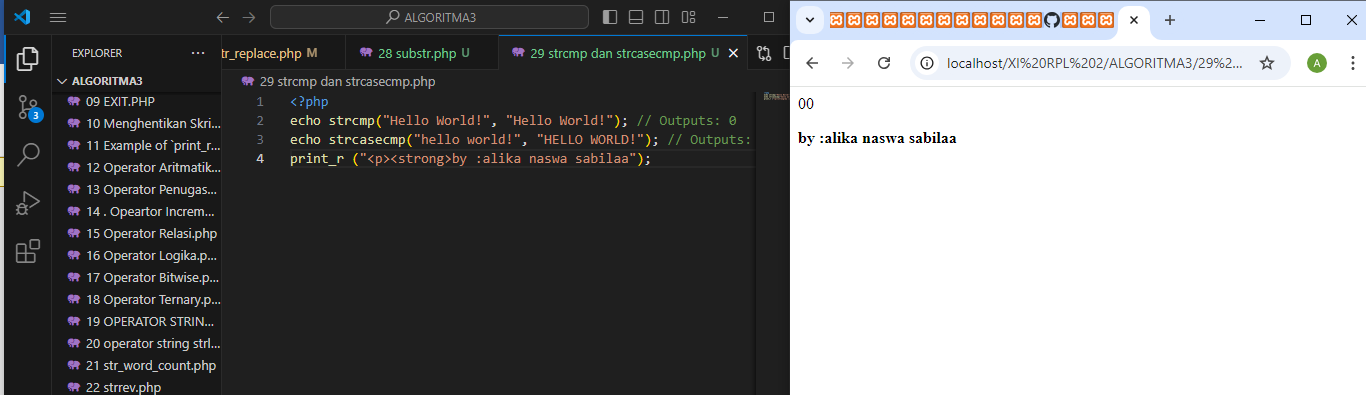 ALGORITMA3
EXPLORER
ALGORITMA3
09 EXIT.PHP
10 Menghentikan Skri...
11 Example of `print_r...
12 Operator Aritmatik...
13 Operator Penugas...
14 . Opeartor Increm...
15 Operator Relasi.php
16 Operator Logika.p...
17 Operator Bitwise.p...
18 Operator Ternary.p...
19 OPERATOR STRIN...
20 operator string strl...
21 str_word_count.php
22 strrev.php
3
tr_replace.php M
28 substr.php U
29 strcmp dan strcasecmp.php U
29 strcmp dan strcasecmp.php
1 <?php
2 echo strcmp("Hello World!", "Hello World!"); // Outputs: 0
3 echo strcasecmp("hello world!", "HELLO WORLD!"); // Outputs:
4 print_r ("<p><strong>by :alika naswa sabilaa");
localhost/XI%20RPL%202/ALGORITMA3/29%2...
A
00
by :alika naswa sabilaa